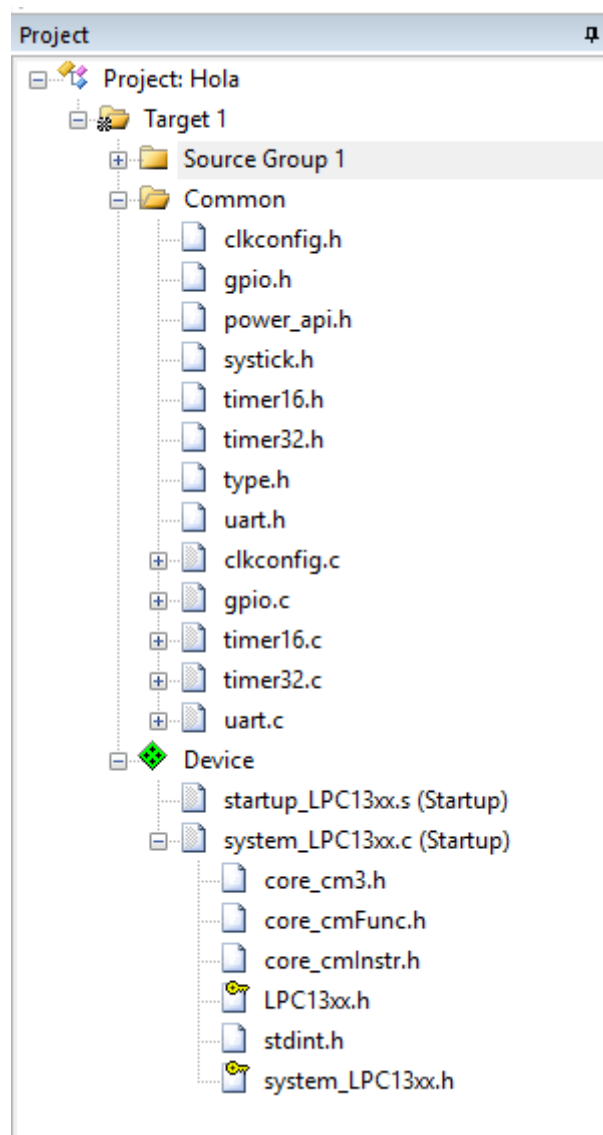 Project
Project: Hola
Target 1
Source Group 1
Common
clkconfig.h
gpio.h
power_api.h
systick.h
timer16.h
timer32.h
type.h
uart.h
clkconfig.c
gpio.c
timer16.c
timer32.c
uart.c
Device
startup_LPC13xx.s (Startup)
system_LPC13xx.c (Startup)
core_cm3.h
core_cmFunc.h
core_cmInstr.h
LPC13xx.h
stdint.h
system_LPC13xx.h